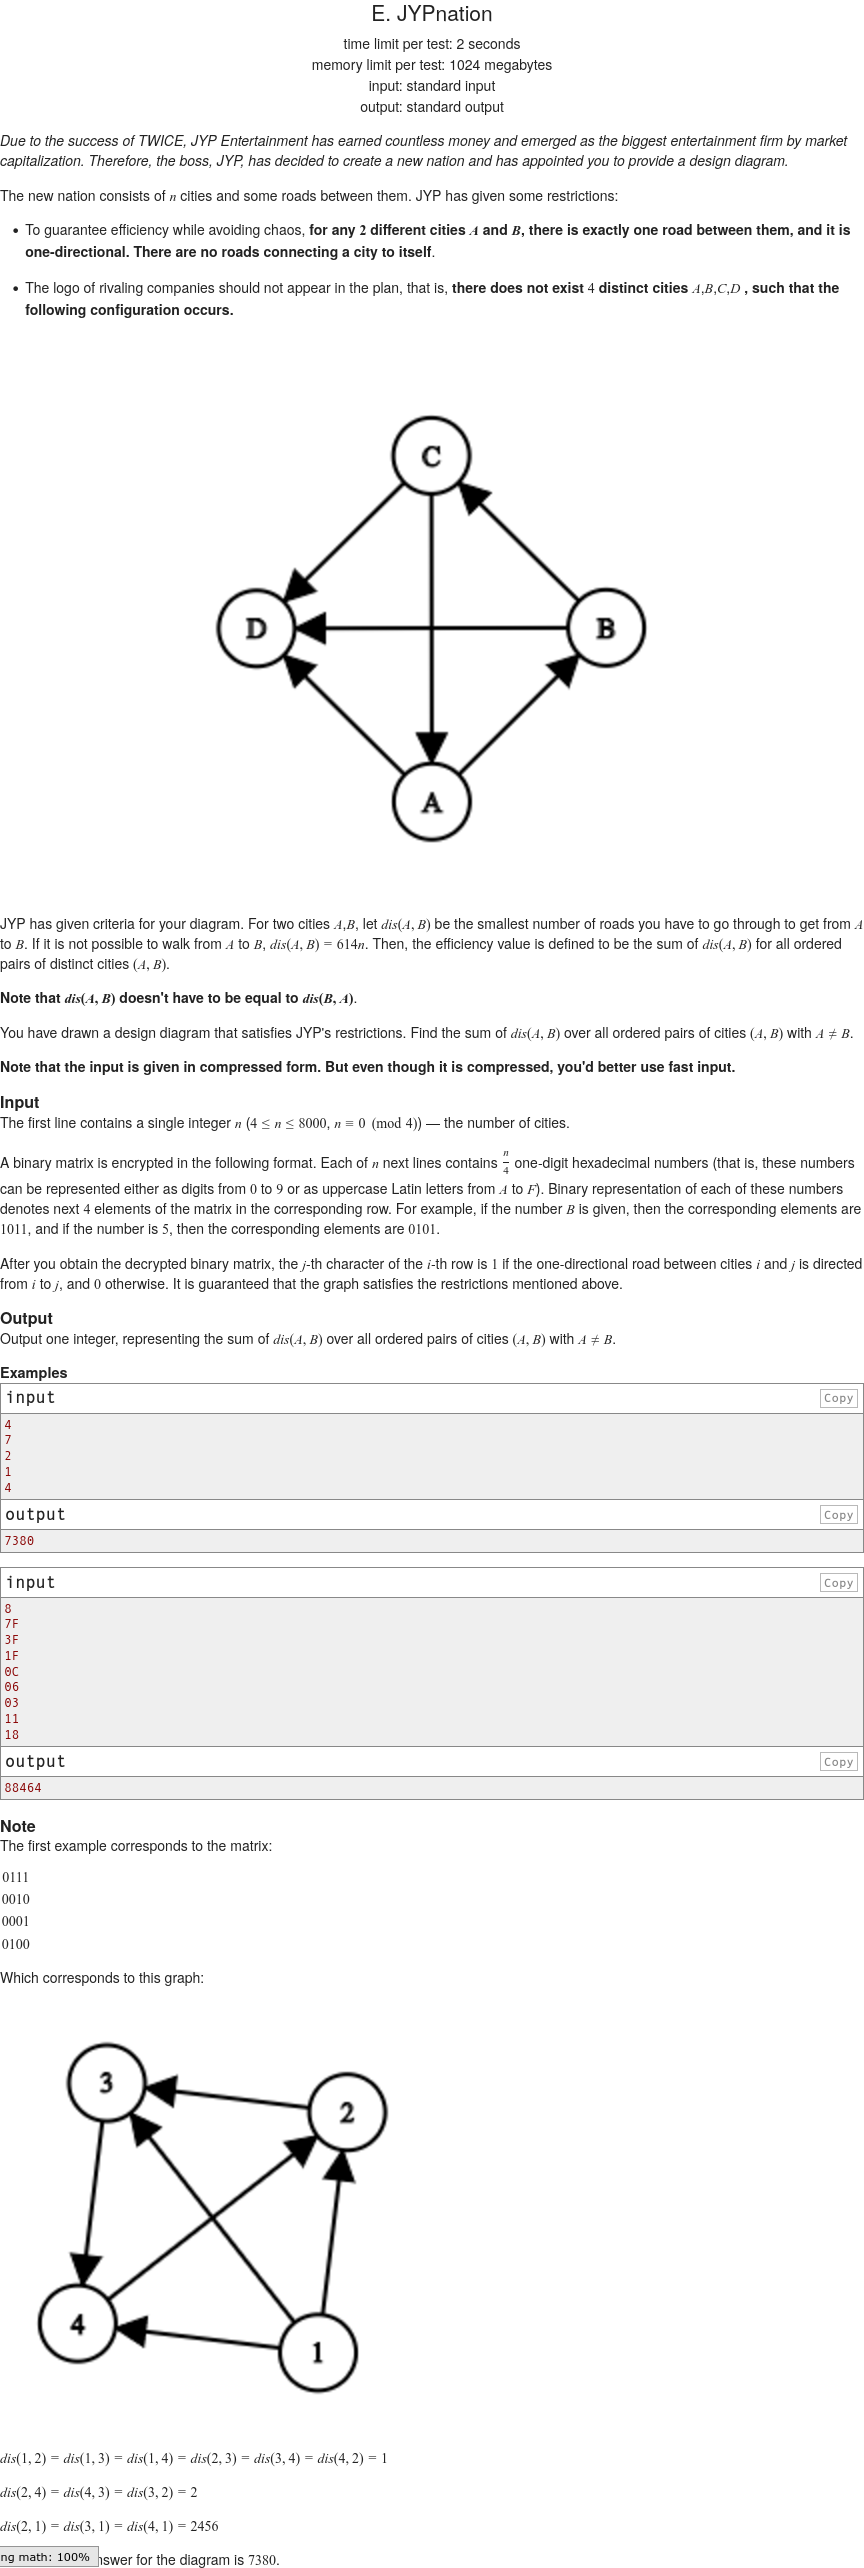 E. JYPnation
time limit per test: 2 seconds
memory limit per test: 1024 megabytes
input: standard input
output: standard output
Due to the success of TWICE, JYP Entertainment has earned countless money and emerged as the biggest entertainment firm by market
capitalization. Therefore, the boss, JYP, has decided to create a new nation and has appointed you to provide a design diagram.
The new nation consists of n cities and some roads between them. JYP has given some restrictions:
• To guarantee efficiency while avoiding chaos, for any 2 different cities A and B, there is exactly one road between them, and it is
one-directional. There are no roads connecting a city to itself.
• The logo of rivaling companies should not appear in the plan, that is, there does not exist 4 distinct cities A,B,C,D , such that the
following configuration occurs.
C
D
B
A
JYP has given criteria for your diagram. For two cities A,B, let dis(A, B) be the smallest number of roads you have to go through to get from A
to B. If it is not possible to walk from A to B, dis(A, B) = 614n. Then, the efficiency value is defined to be the sum of dis(A, B) for all ordered
pairs of distinct cities (A, B).
Note that dis(A, B) doesn't have to be equal to dis(B, A).
You have drawn a design diagram that satisfies JYP's restrictions. Find the sum of dis(A, B) over all ordered pairs of cities (A, B) with A ≠ B.
Note that the input is given in compressed form. But even though it is compressed, you'd better use fast input.
Input
The first line contains a single integer n (4 ≤ n ≤ 8000, n ≡ 0 (mod 4)) — the number of cities.
A binary matrix is encrypted in the following format. Each of n next lines contains n/4 one-digit hexadecimal numbers (that is, these numbers
can be represented either as digits from 0 to 9 or as uppercase Latin letters from A to F). Binary representation of each of these numbers
denotes next 4 elements of the matrix in the corresponding row. For example, if the number B is given, then the corresponding elements are
1011, and if the number is 5, then the corresponding elements are 0101.
After you obtain the decrypted binary matrix, the j-th character of the i-th row is 1 if the one-directional road between cities i and j is directed
from i to j, and 0 otherwise. It is guaranteed that the graph satisfies the restrictions mentioned above.
Output
Output one integer, representing the sum of dis(A, B) over all ordered pairs of cities (A, B) with A ≠ B.
Examples
input
Copy
4
7
2
1
4
output
Copy
7380
input
Copy
8
7F
3F
1F
0C
06
03
11
18
output
Copy
88464
Note
The first example corresponds to the matrix:
0111
0010
0001
0100
Which corresponds to this graph:
3
2
4
1
dis(1, 2) = dis(1, 3) = dis(1, 4) = dis(2, 3) = dis(3, 4) = dis(4, 2) = 1
dis(2, 4) = dis(4, 3) = dis(3, 2) = 2
dis(2, 1) = dis(3, 1) = dis(4, 1) = 2456
ng math: 100%
nswer for the diagram is 7380.